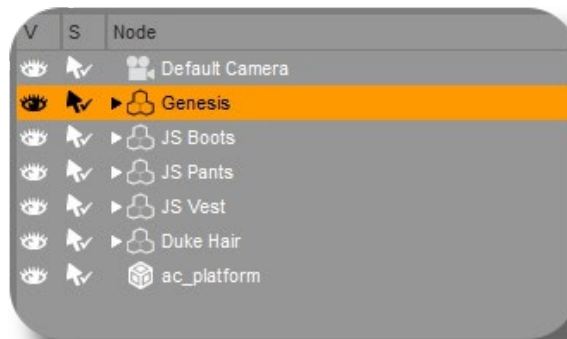 V S Node
Default Camera
Genesis
JS Boots
JS Pants
JS Vest
Duke Hair
ac_platform